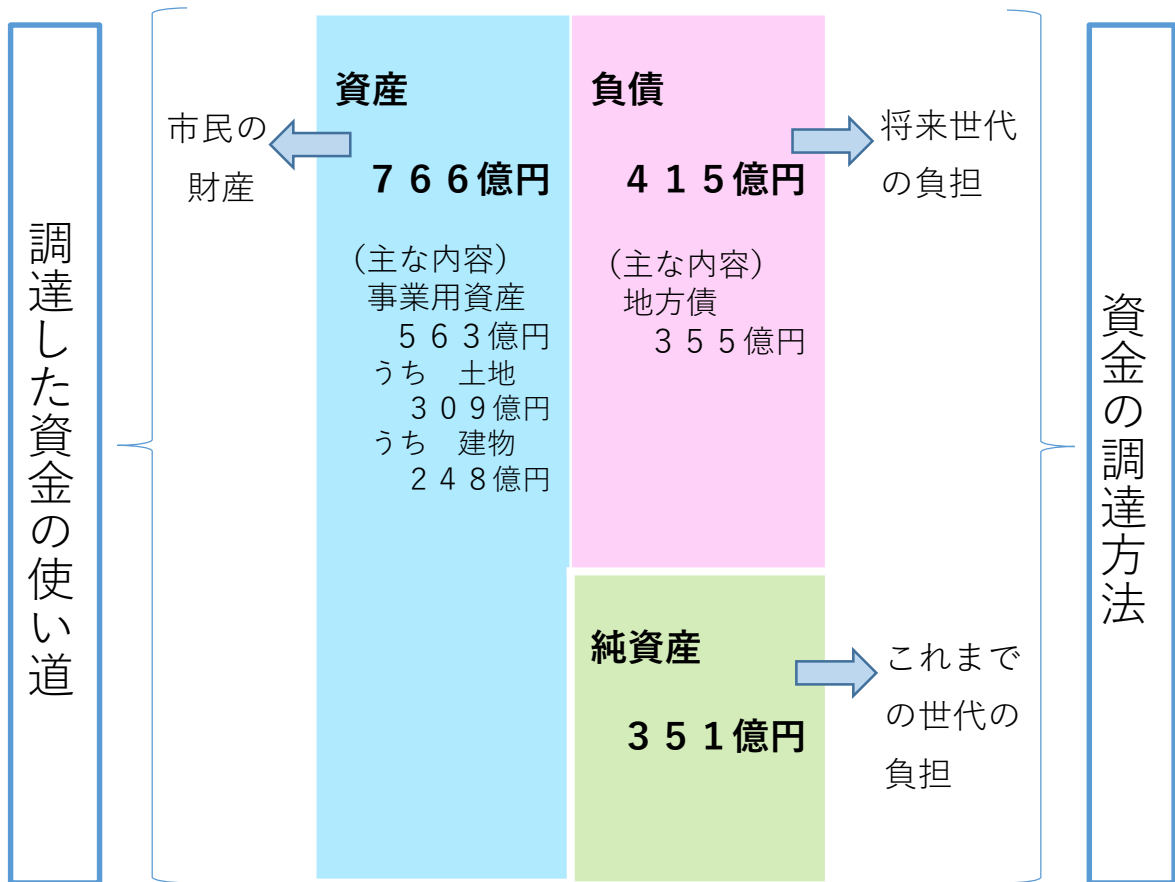 調達した資金の使い道
市民の
財産
資産
７６６億円
（主な内容）
事業用資産
５６３億円
うち　土地
３０９億円
うち　建物
２４８億円
負債
４１５億円
（主な内容）
地方債
３５５億円
将来世代
の負担
純資産
３５１億円
これまで
の世代の
負担
資金の調達方法